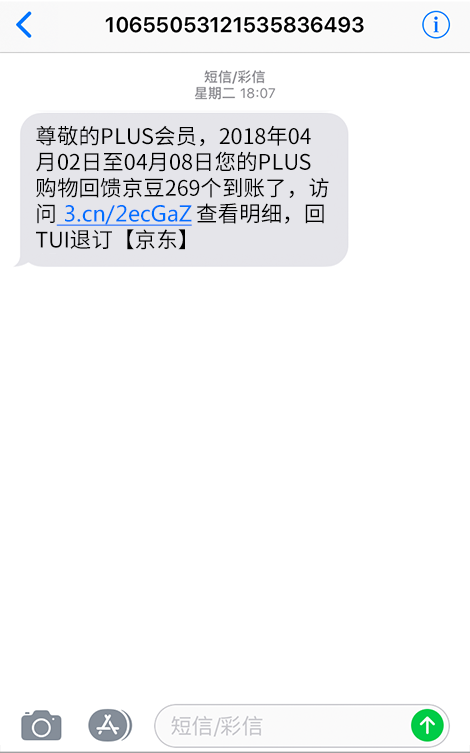 10655053121535836493
短信/彩信
星期二 18:07
尊敬的PLUS会员，2018年04
月02日至04月08日您的PLUS
购物回馈京豆269个到账了，访
问 3.cn/2ecGaZ 查看明细，回
TUI退订【京东】
短信/彩信